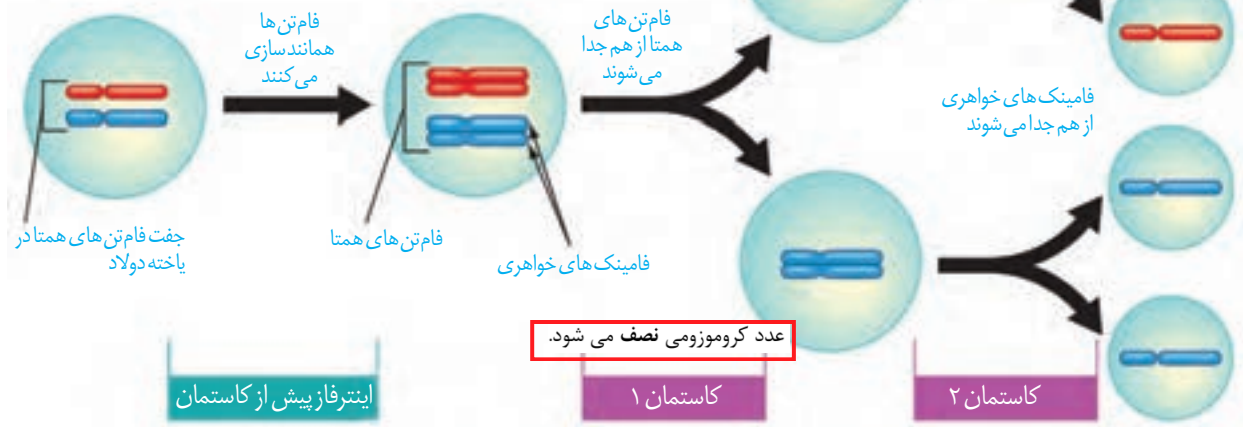 فام‌تن‌ها
همانندسازی
می‌کنند
فام‌تن‌های
همتا از هم جدا
می‌شوند
فامینک‌های خواهری
از هم جدا می‌شوند
جفت فام‌تن‌های همتا در
یاخته دولاد
فام‌تن‌های همتا
فامینک‌های خواهری
عدد کروموزومی نصف می شود.
اینترفاز پیش از کاستمان
کاستمان ۱
کاستمان ۲